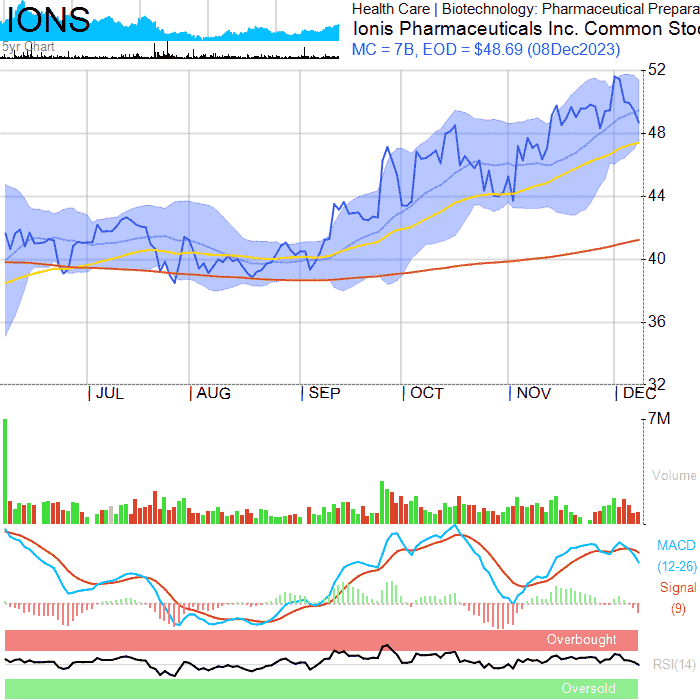 IONS
5yr Chart
Health Care | Biotechnology: Pharmaceutical Prepara
Ionis Pharmaceuticals Inc. Common Stoc
MC = 7B, EOD = $48.69 (08Dec2023)
52
48
44
40
36
32
JUL AUG SEP OCT NOV DEC
7M
Volume
MACD
(12-26)
Signal
(9)
Overbought
RSI(14)
Oversold